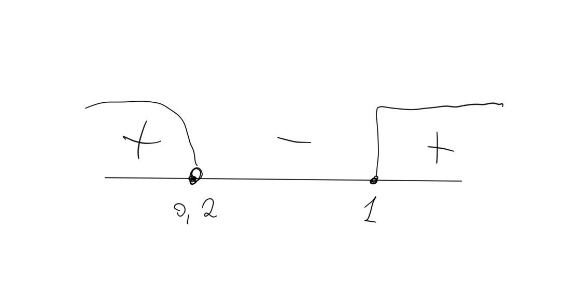 + − +
0,2 1